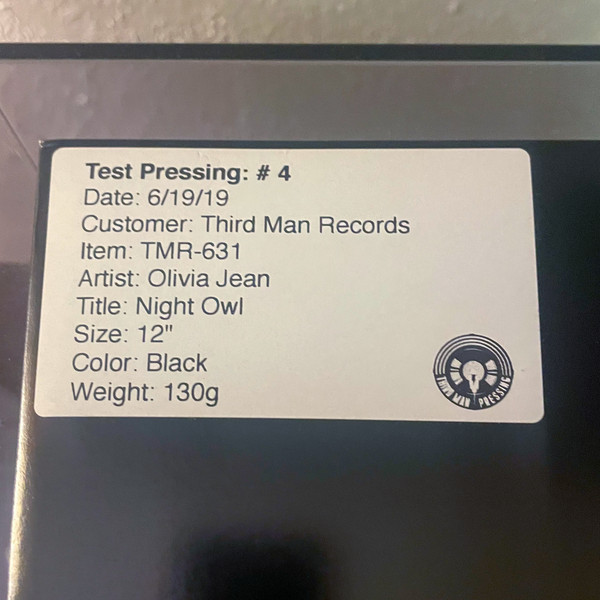 Test Pressing: # 4
Date: 6/19/19
Customer: Third Man Records
Item: TMR-631
Artist: Olivia Jean
Title: Night Owl
Size: 12"
Color: Black
Weight: 130g
THIRD MAN PRESSING